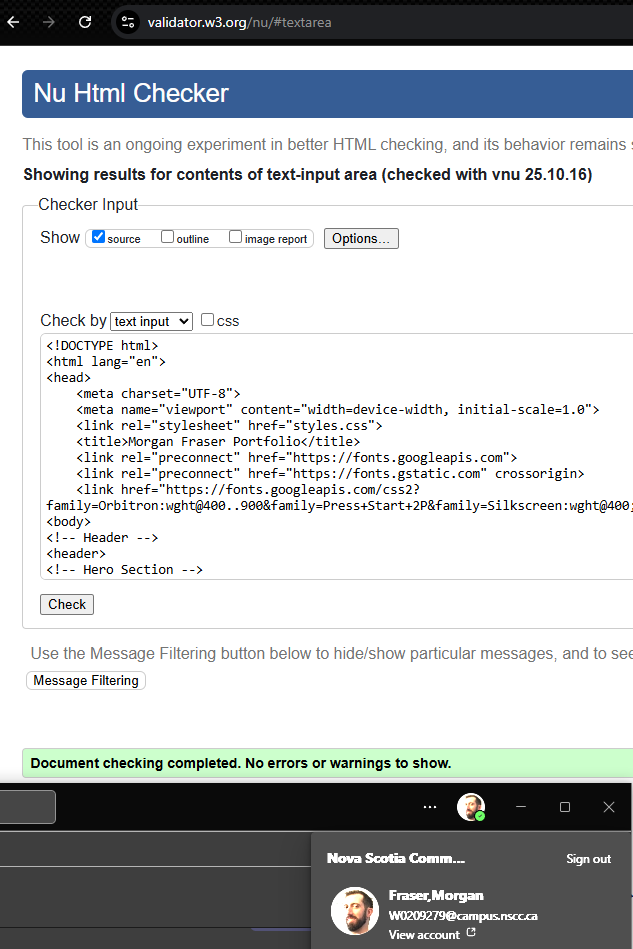 validator.w3.org/nu/#textarea
Nu Html Checker
This tool is an ongoing experiment in better HTML checking, and its behavior remains
Showing results for contents of text-input area (checked with vnu 25.10.16)
Checker Input
Show source outline image report Options...
Check by text input CSS
<!DOCTYPE html>
<html lang="en">
<head>
<meta charset="UTF-8">
<meta name="viewport" content="width=device-width, initial-scale=1.0">
<link rel="stylesheet" href="styles.css">
<title>Morgan Fraser Portfolio</title>
<link rel="preconnect" href="https://fonts.googleapis.com">
<link rel="preconnect" href="https://fonts.gstatic.com" crossorigin>
<link href="https://fonts.googleapis.com/css2?
family=Orbitron:wght@400..900&family=Press+Start+2P&family=Silkscreen:wght@400;
<body>
<!-- Header -->
<header>
<!-- Hero Section -->
Check
Use the Message Filtering button below to hide/show particular messages, and to see
Message Filtering
Document checking completed. No errors or warnings to show.
Nova Scotia Comm... Sign out
Fraser,Morgan
W0209279@campus.nscc.ca
View account